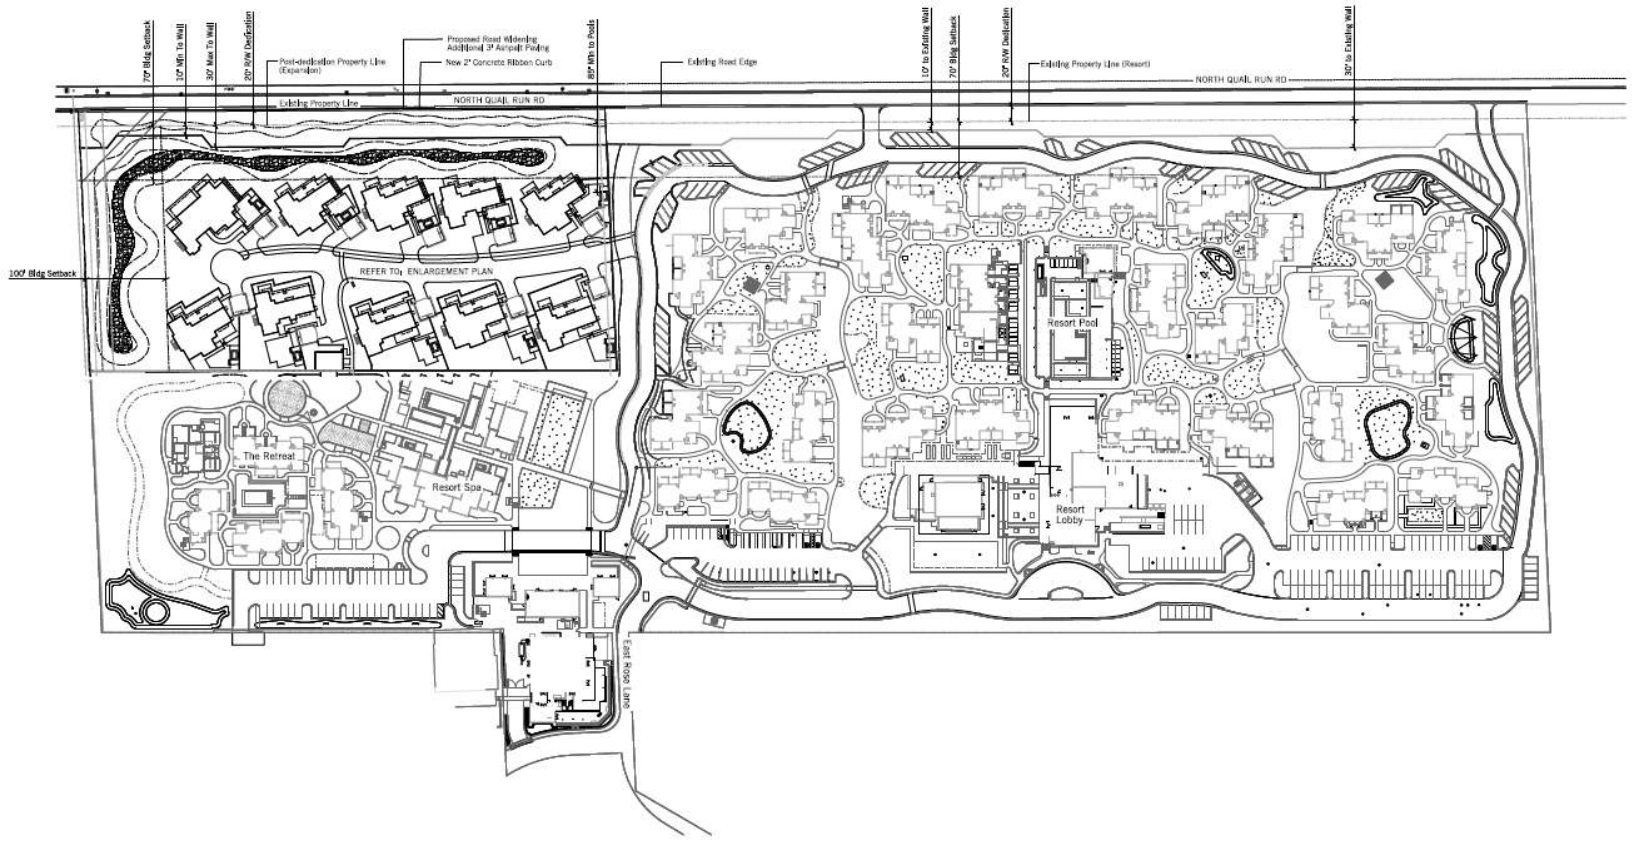 70' Bldg Setback
10' Min To Wall
30' Max To Wall
20' R/W Dedication
Post-dedication Property Line
(Expansion)
Proposed Road Widening
Additional 3' Ashpalt Paving
New 2' Concrete Ribbon Curb
85' Min to Pools
Existing Road Edge
10' to Existing Wall
70' Bldg Setback
20' R/W Dedication
Existing Property Line (Resort)
30' to Existing Wall
NORTH QUAIL RUN RD
Existing Property Line
NORTH QUAIL RUN RD
100' Bldg Setback
REFER TO ENLARGEMENT PLAN
Resort Pool
The Retreat
Resort Spa
Resort
Lobby
East Rose Lane